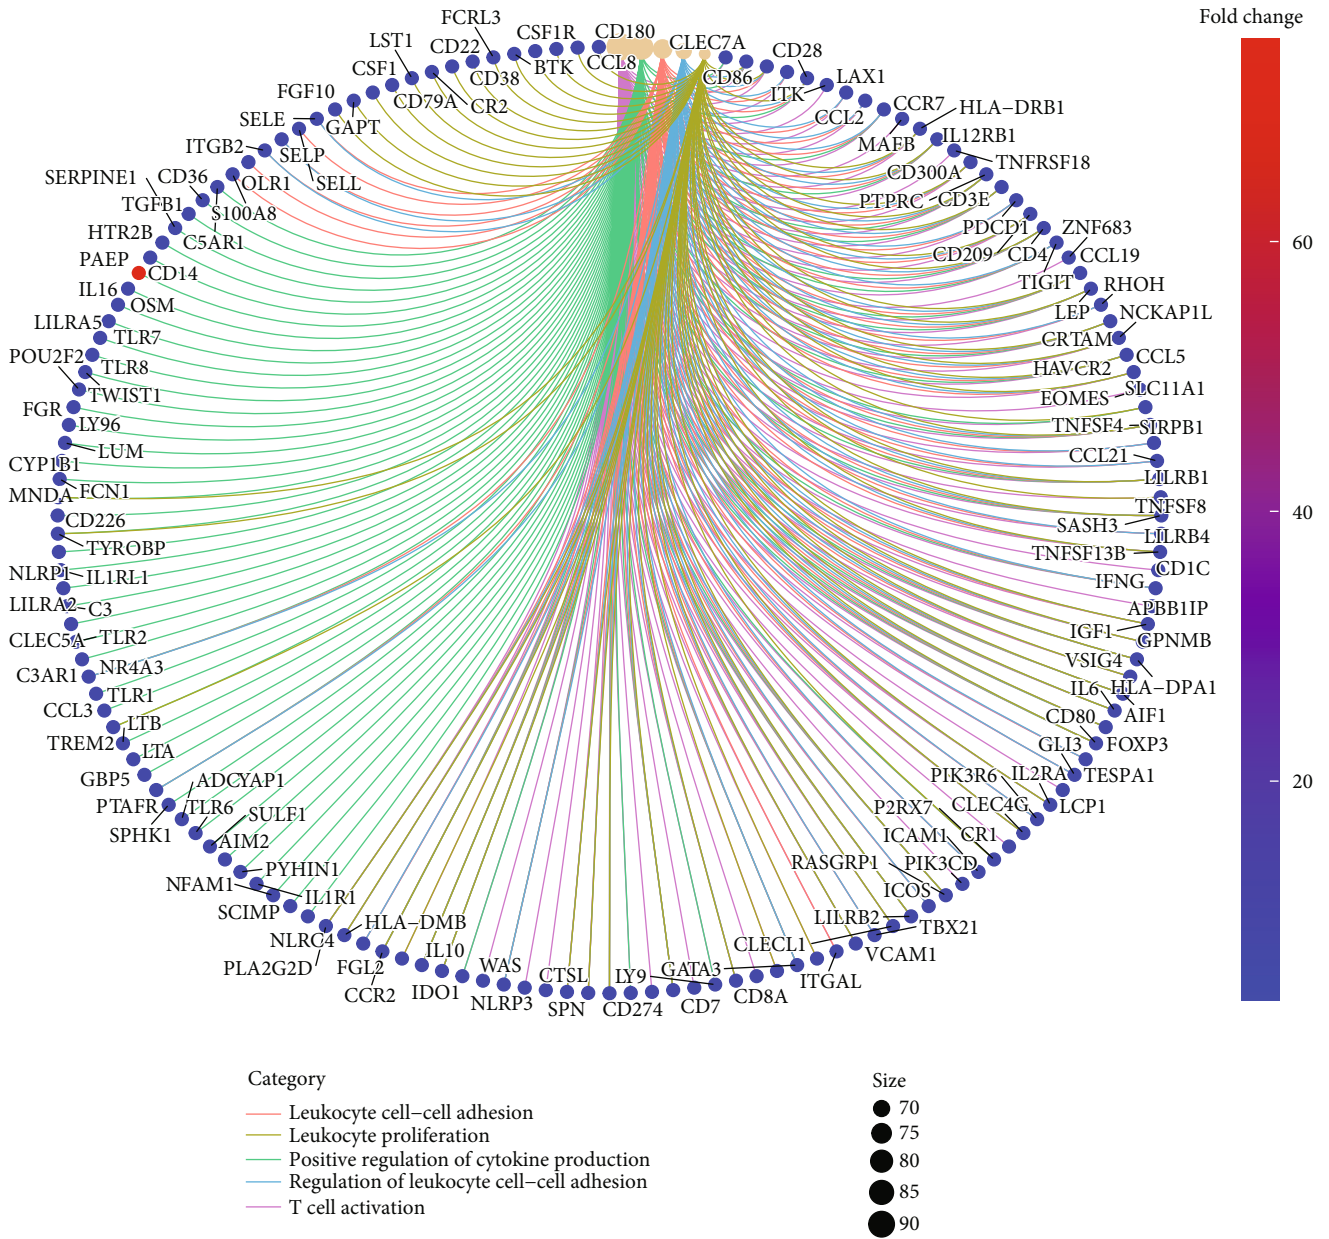 Fold change
FCRL3
CSF1R
CD180
CLEC7A
LST1
CD22
CD28
CCL8
BTK
CD86
CSF1
CD38
ITK
LAX1
FGF10
CD79A
CR2
CCR7
HLA-DRB1
CCL2
SELE
GAPT
MAFB
IL12RB1
ITGB2
SELP
CD300A
TNFRSF18
SERPINE1
CD36
OLR1
SELL
PTPRC
CD3E
TGFB1
S100A8
PDCD1
ZNF683
HTR2B
C5AR1
CD209
CD4
CCL19
60
PAEP
CD14
TIGIT
RHOH
IL16
OSM
LEP
NCKAP1L
LILRA5
TLR7
CRTAM
CCL5
POU2F2
TLR8
HAVCR2
SLC11A1
TWIST1
EOMES
FGR
LY96
TNFSF4
SIRPB1
LUM
CCL21
CYP1B1
LILRB1
MNDA
FCN1
TNFSF8
40
CD226
SASH3
LILRB4
TYROBP
TNFSF13B
CD1C
NLRP1
IL1RL1
IFNG
LILRA2
C3
APBB1IP
CLEC5A
TLR2
IGF1
GPNMB
C3AR1
NR4A3
VSIG4
HLA-DPA1
TLR1
IL6
CCL3
LTB
CD80
AIF1
TREM2
LTA
GLI3
FOXP3
GBP5
ADCYAP1
PIK3R6
IL2RA
TESPA1
20
PTAFR
TLR6
SULF1
P2RX7
CLEC4G
LCP1
SPHK1
AIM2
ICAM1
CR1
PYHIN1
RASGRP1
PIK3CD
NFAM1
IL1R1
ICOS
SCIMP
HLA-DMB
LILRB2
TBX21
NLRC4
IL10
CLECL1
VCAM1
PLA2G2D
FGL2
WAS
CTSL
LY9
GATA3
ITGAL
CCR2
IDO1
NLRP3
SPN
CD274
CD7
CD8A
Category
Leukocyte cell-cell adhesion
Leukocyte proliferation
Positive regulation of cytokine production
Regulation of leukocyte cell-cell adhesion
T cell activation
Size
70
75
80
85
90